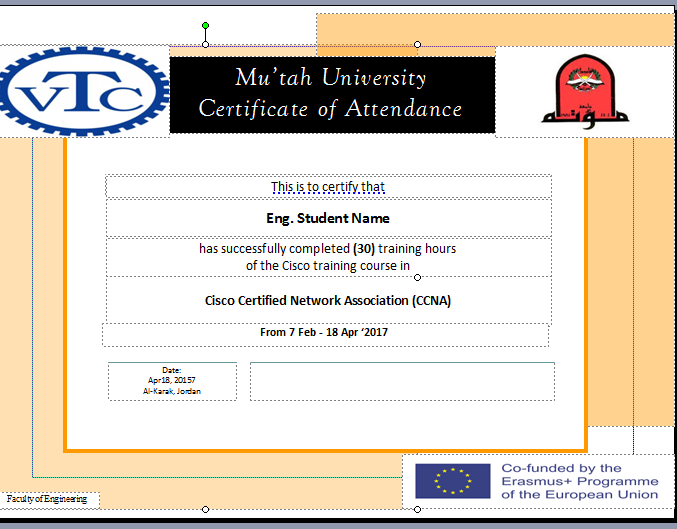 VTC
Mu'tah University
Certificate of Attendance
مؤتة
This is to certify that
Eng. Student Name
has successfully completed (30) training hours
of the Cisco training course in
Cisco Certified Network Association (CCNA)
From 7 Feb - 18 Apr ‘2017
Date:
Apr18, 20157
Al-Karak, Jordan
Co-funded by the
Erasmus+ Programme
of the European Union
Faculty of Engineering